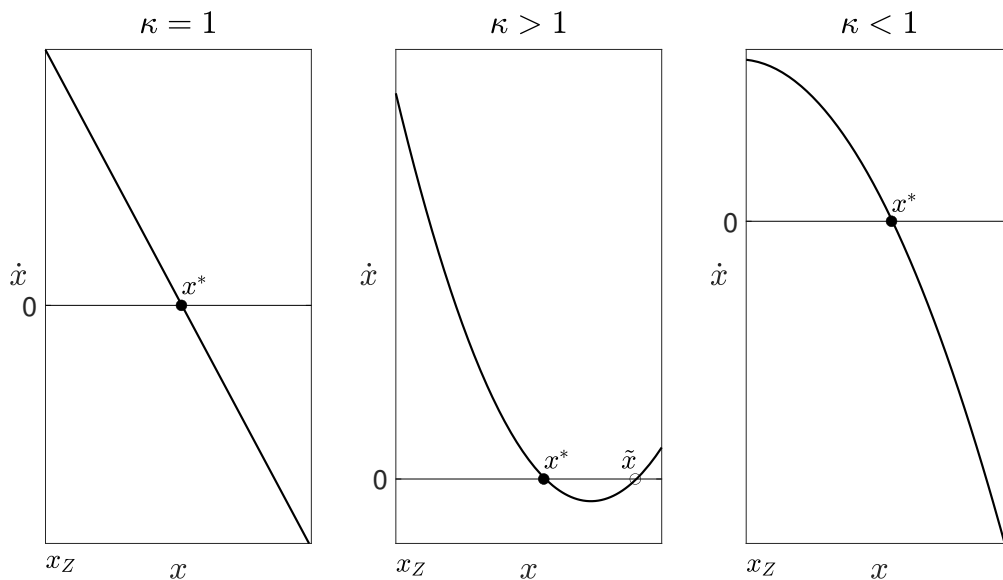 κ = 1
ẋ
0
x*
x_Z
x
κ > 1
ẋ
0
x*
x̃
x_Z
x
κ < 1
ẋ
0
x*
x_Z
x